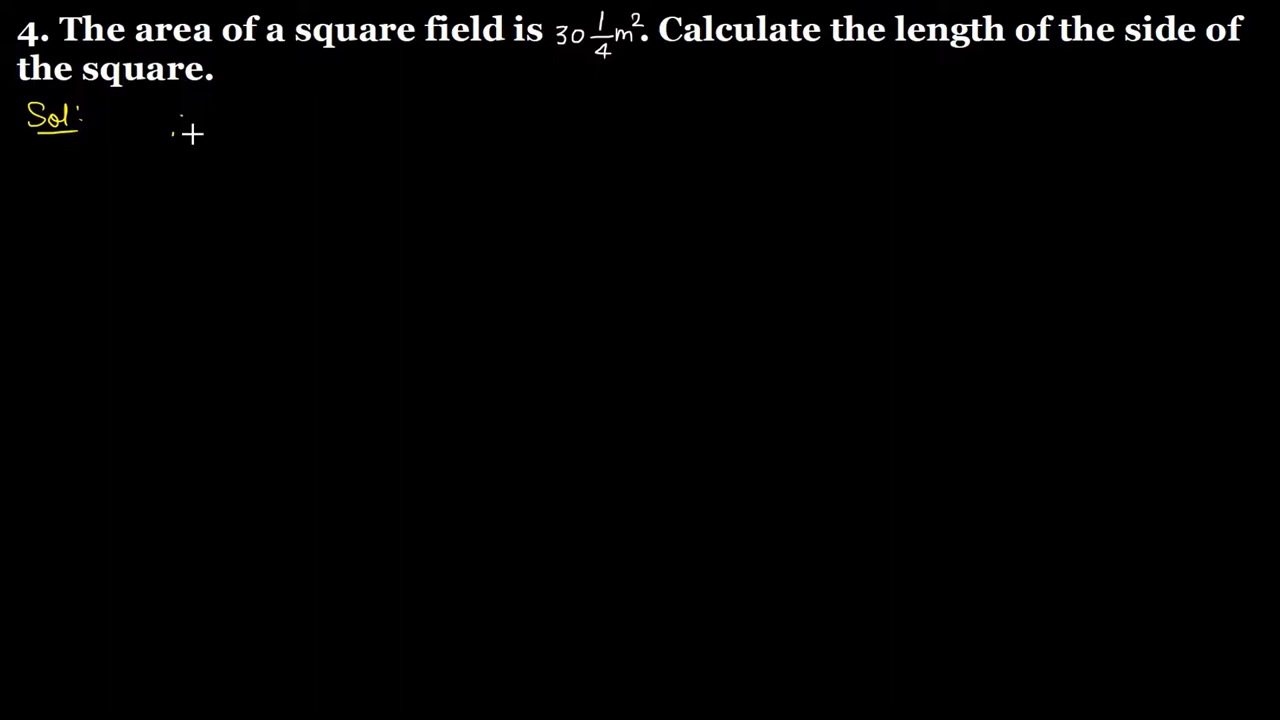 4. The area of a square field is 30 1/4 m². Calculate the length of the side of
the square.
Sol: